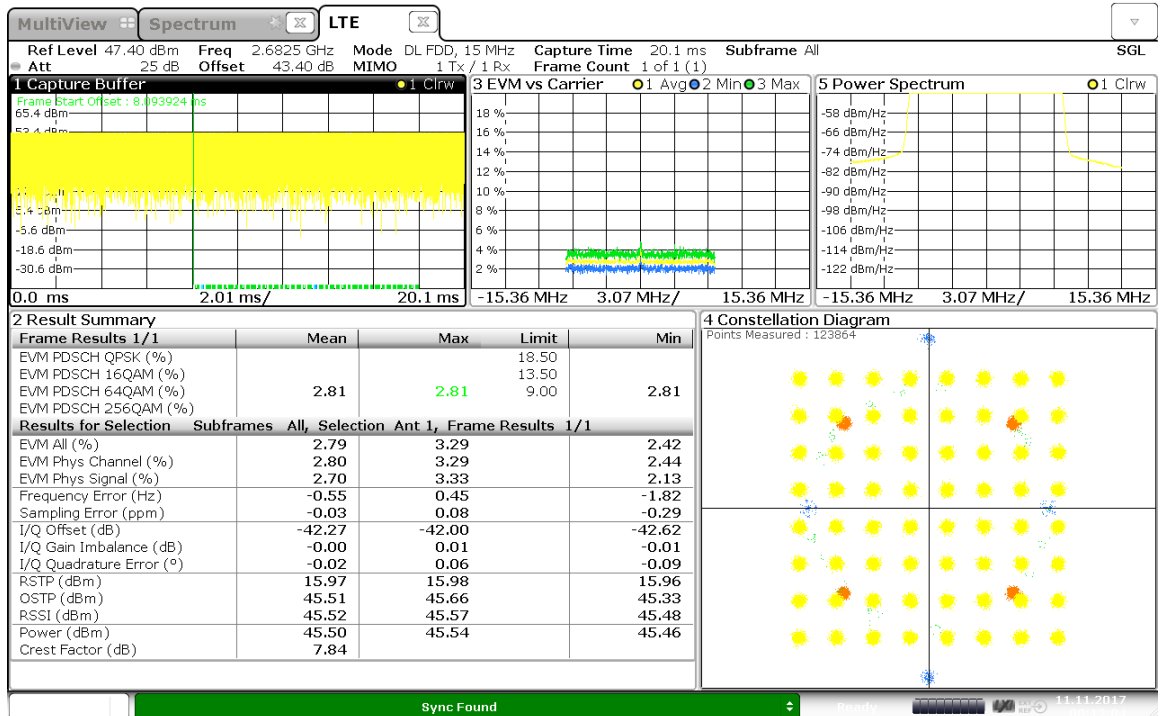 MultiView Spectrum LTE
Ref Level 47.40 dBm Freq 2.6825 GHz Mode DL FDD, 15 MHz Capture Time 20.1 ms Subframe All SGL
Att 25 dB Offset 43.40 dB MIMO 1 Tx / 1 Rx Frame Count 1 of 1 (1)
1 Capture Buffer 1 Clrw
Frame Start Offset : 8.093924 ms
65.4 dBm
53.4 dBm
-5.6 dBm
-18.6 dBm
-30.6 dBm
0.0 ms 2.01 ms/ 20.1 ms
3 EVM vs Carrier 1 Avg 2 Min 3 Max
18 %
16 %
14 %
12 %
10 %
8 %
6 %
4 %
2 %
-15.36 MHz 3.07 MHz/ 15.36 MHz
5 Power Spectrum 1 Clrw
-58 dBm/Hz
-66 dBm/Hz
-74 dBm/Hz
-82 dBm/Hz
-90 dBm/Hz
-98 dBm/Hz
-106 dBm/Hz
-114 dBm/Hz
-122 dBm/Hz
-15.36 MHz 3.07 MHz/ 15.36 MHz
2 Result Summary
Frame Results 1/1 Mean Max Limit Min
EVM PDSCH QPSK (%) 18.50
EVM PDSCH 16QAM (%) 13.50
EVM PDSCH 64QAM (%) 2.81 2.81 9.00 2.81
EVM PDSCH 256QAM (%)
Results for Selection Subframes All, Selection Ant 1, Frame Results 1/1
EVM All (%) 2.79 3.29 2.42
EVM Phys Channel (%) 2.80 3.29 2.44
EVM Phys Signal (%) 2.70 3.33 2.13
Frequency Error (Hz) -0.55 0.45 -1.82
Sampling Error (ppm) -0.03 0.08 -0.29
I/Q Offset (dB) -42.27 -42.00 -42.62
I/Q Gain Imbalance (dB) -0.00 0.01 -0.01
I/Q Quadrature Error (º) -0.02 0.06 -0.09
RSTP (dBm) 15.97 15.98 15.96
OSTP (dBm) 45.51 45.66 45.33
RSSI (dBm) 45.52 45.57 45.48
Power (dBm) 45.50 45.54 45.46
Crest Factor (dB) 7.84
4 Constellation Diagram
Points Measured : 123864
Sync Found Ready LXI EXT REF 11.11.2017